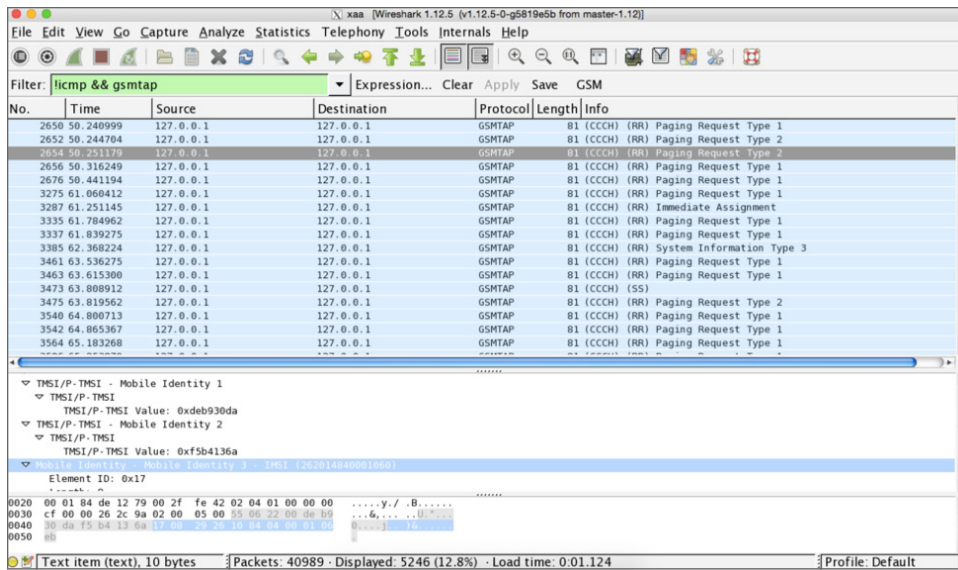 xaa [Wireshark 1.12.5 (v1.12.5-0-g5819e5b from master-1.12)]
File Edit View Go Capture Analyze Statistics Telephony Tools Internals Help
Filter: !icmp && gsmtap Expression... Clear Apply Save GSM
No. Time Source Destination Protocol Length Info
2650 50.240999 127.0.0.1 127.0.0.1 GSMTAP 81 (CCCH) (RR) Paging Request Type 1
2652 50.244704 127.0.0.1 127.0.0.1 GSMTAP 81 (CCCH) (RR) Paging Request Type 2
2654 50.251179 127.0.0.1 127.0.0.1 GSMTAP 81 (CCCH) (RR) Paging Request Type 2
2656 50.316249 127.0.0.1 127.0.0.1 GSMTAP 81 (CCCH) (RR) Paging Request Type 1
2676 50.441194 127.0.0.1 127.0.0.1 GSMTAP 81 (CCCH) (RR) Paging Request Type 1
3275 61.060412 127.0.0.1 127.0.0.1 GSMTAP 81 (CCCH) (RR) Paging Request Type 1
3287 61.251145 127.0.0.1 127.0.0.1 GSMTAP 81 (CCCH) (RR) Immediate Assignment
3335 61.784962 127.0.0.1 127.0.0.1 GSMTAP 81 (CCCH) (RR) Paging Request Type 1
3337 61.839275 127.0.0.1 127.0.0.1 GSMTAP 81 (CCCH) (RR) Paging Request Type 1
3385 62.368224 127.0.0.1 127.0.0.1 GSMTAP 81 (CCCH) (RR) System Information Type 3
3461 63.536275 127.0.0.1 127.0.0.1 GSMTAP 81 (CCCH) (RR) Paging Request Type 1
3463 63.615300 127.0.0.1 127.0.0.1 GSMTAP 81 (CCCH) (RR) Paging Request Type 1
3473 63.808912 127.0.0.1 127.0.0.1 GSMTAP 81 (CCCH) (SS)
3475 63.819562 127.0.0.1 127.0.0.1 GSMTAP 81 (CCCH) (RR) Paging Request Type 2
3540 64.800713 127.0.0.1 127.0.0.1 GSMTAP 81 (CCCH) (RR) Paging Request Type 1
3542 64.865367 127.0.0.1 127.0.0.1 GSMTAP 81 (CCCH) (RR) Paging Request Type 1
3564 65.183268 127.0.0.1 127.0.0.1 GSMTAP 81 (CCCH) (RR) Paging Request Type 1
TMSI/P-TMSI - Mobile Identity 1
TMSI/P-TMSI
TMSI/P-TMSI Value: 0xdeb930da
TMSI/P-TMSI - Mobile Identity 2
TMSI/P-TMSI
TMSI/P-TMSI Value: 0xf5b4136a
Mobile Identity - Mobile Identity 3 - IMSI (262014840001060)
Element ID: 0x17
0020 00 01 84 de 12 79 00 2f fe 42 02 04 01 00 00 00 .....y./ .B......
0030 cf 00 00 26 2c 9a 02 00 05 00 55 06 22 00 de b9 ...&,... ..U."...
0040 30 da f5 b4 13 6a 17 08 29 26 10 84 04 00 01 06 0....j.. )&......
0050 eb .
Text item (text), 10 bytes Packets: 40989 · Displayed: 5246 (12.8%) · Load time: 0:01.124 Profile: Default